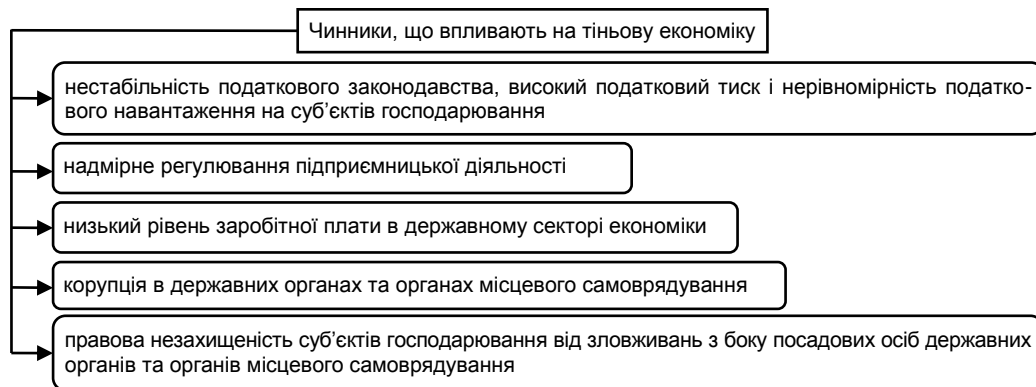 Чинники, що впливають на тіньову економіку
нестабільність податкового законодавства, високий податковий тиск і нерівномірність податко-
вого навантаження на суб’єктів господарювання
надмірне регулювання підприємницької діяльності
низький рівень заробітної плати в державному секторі економіки
корупція в державних органах та органах місцевого самоврядування
правова незахищеність суб’єктів господарювання від зловживань з боку посадових осіб державних
органів та органів місцевого самоврядування